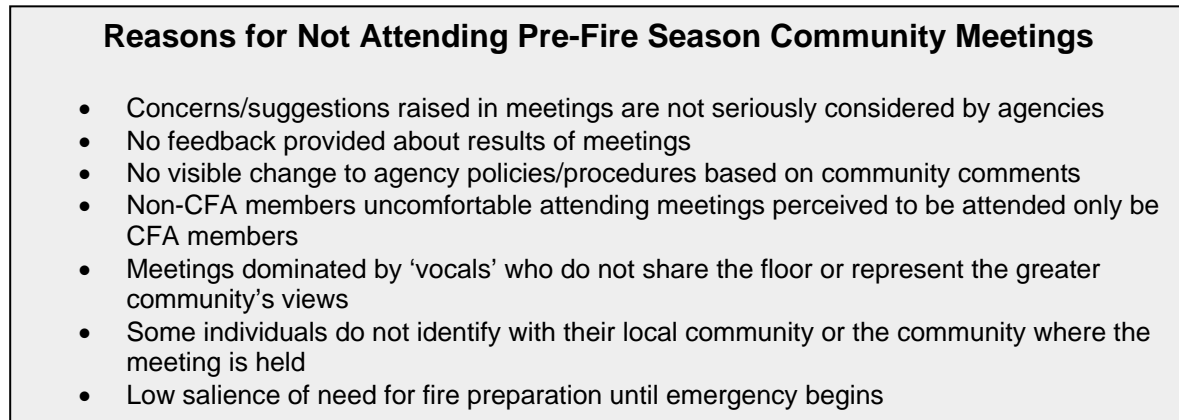 Reasons for Not Attending Pre-Fire Season Community Meetings
• Concerns/suggestions raised in meetings are not seriously considered by agencies
• No feedback provided about results of meetings
• No visible change to agency policies/procedures based on community comments
• Non-CFA members uncomfortable attending meetings perceived to be attended only be
CFA members
• Meetings dominated by ‘vocals’ who do not share the floor or represent the greater
community’s views
• Some individuals do not identify with their local community or the community where the
meeting is held
• Low salience of need for fire preparation until emergency begins